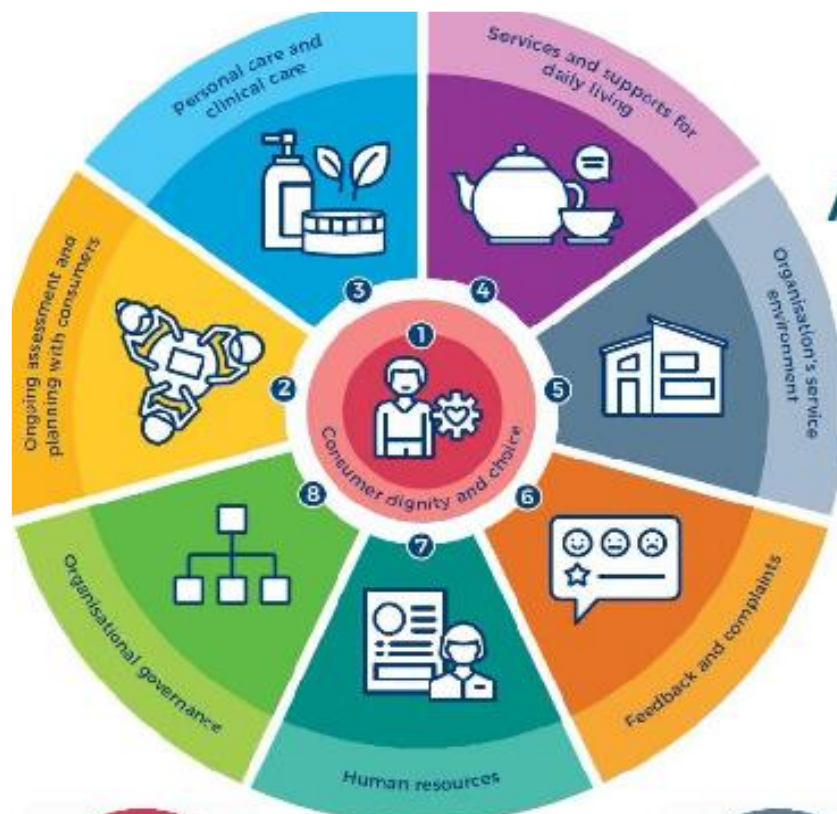 1
Consumer dignity and choice
2
Ongoing assessment and
planning with consumers
3
Personal care and
clinical care
4
Services and supports for
daily living
5
Organisation's service
environment
6
Feedback and complaints
7
Human resources
8
Organisational governance